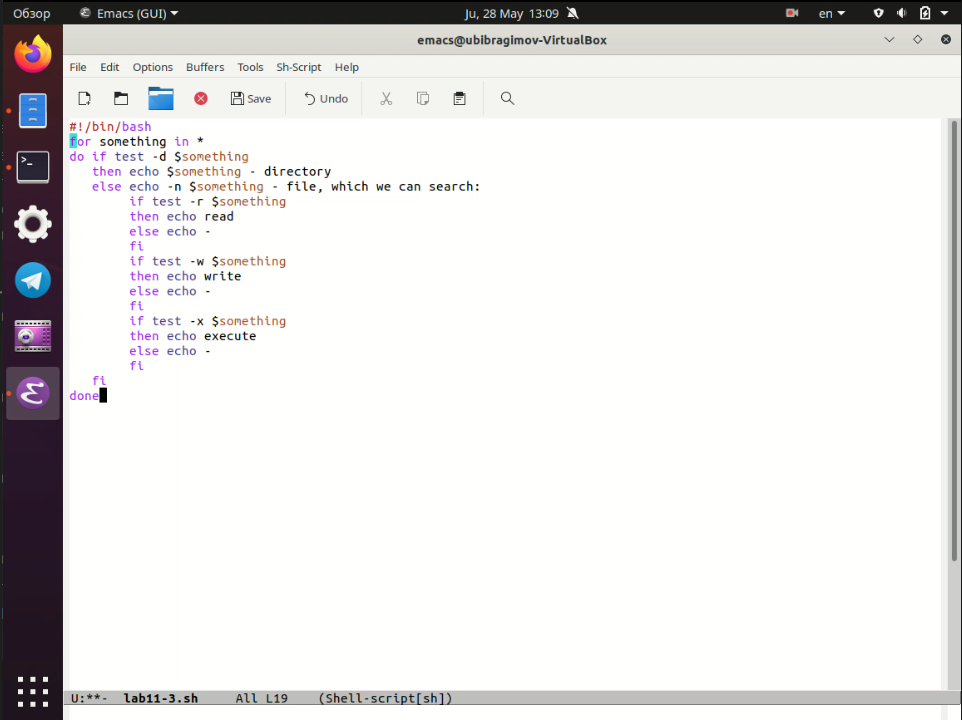 Обзор Emacs (GUI) Ju, 28 May 13:09 en
emacs@ubibragimov-VirtualBox
File Edit Options Buffers Tools Sh-Script Help
Save Undo
#!/bin/bash
for something in *
do if test -d $something
then echo $something - directory
else echo -n $something - file, which we can search:
if test -r $something
then echo read
else echo -
fi
if test -w $something
then echo write
else echo -
fi
if test -x $something
then echo execute
else echo -
fi
fi
done
U:**- lab11-3.sh All L19 (Shell-script[sh])